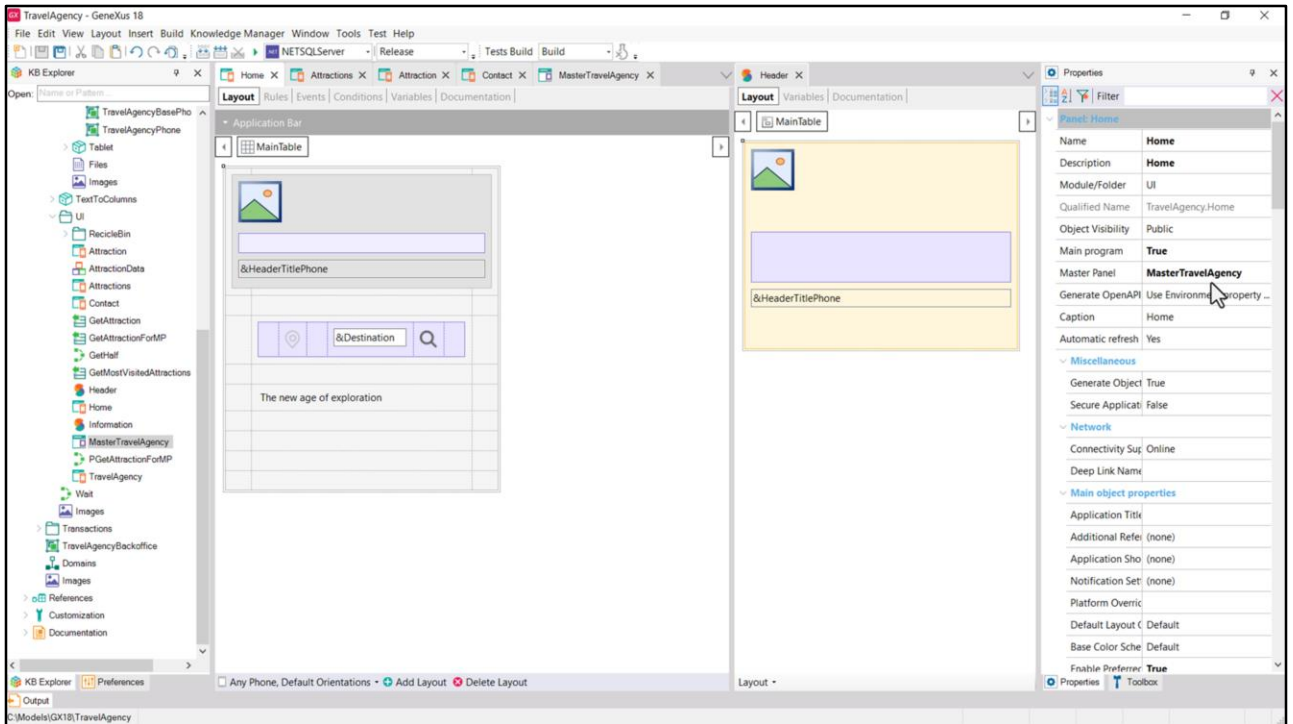 TravelAgency - GeneXus 18
File Edit View Layout Insert Build Knowledge Manager Window Tools Test Help
NETSQLServer Release Tests Build Build
KB Explorer
Open: Name or Pattern...
TravelAgencyBasePho
TravelAgencyPhone
Tablet
Files
Images
TextToColumns
UI
RecicleBin
Attraction
AttractionData
Attractions
Contact
GetAttraction
GetAttractionForMP
GetHalf
GetMostVisitedAttractions
Header
Home
Information
MasterTravelAgency
PGetAttractionForMP
TravelAgency
Wait
Images
Transactions
TravelAgencyBackoffice
Domains
Images
References
Customization
Documentation
KB Explorer Preferences
Output
C:\Models\GX18\TravelAgency
Home Attractions Attraction Contact MasterTravelAgency
Layout Rules Events Conditions Variables Documentation
Application Bar
MainTable
&HeaderTitlePhone
&Destination
The new age of exploration
Any Phone, Default Orientations Add Layout Delete Layout
Header
Layout Variables Documentation
MainTable
&HeaderTitlePhone
Layout
Properties
Filter
Panel: Home
Name Home
Description Home
Module/Folder UI
Qualified Name TravelAgency.Home
Object Visibility Public
Main program True
Master Panel MasterTravelAgency
Generate OpenAPI Use Environment property ...
Caption Home
Automatic refresh Yes
Miscellaneous
Generate Object True
Secure Applicati False
Network
Connectivity Sup Online
Deep Link Name
Main object properties
Application Title
Additional Refer (none)
Application Sho (none)
Notification Set (none)
Platform Overric
Default Layout ( Default
Base Color Sche Default
Enable Preferrec True
Properties Toolbox